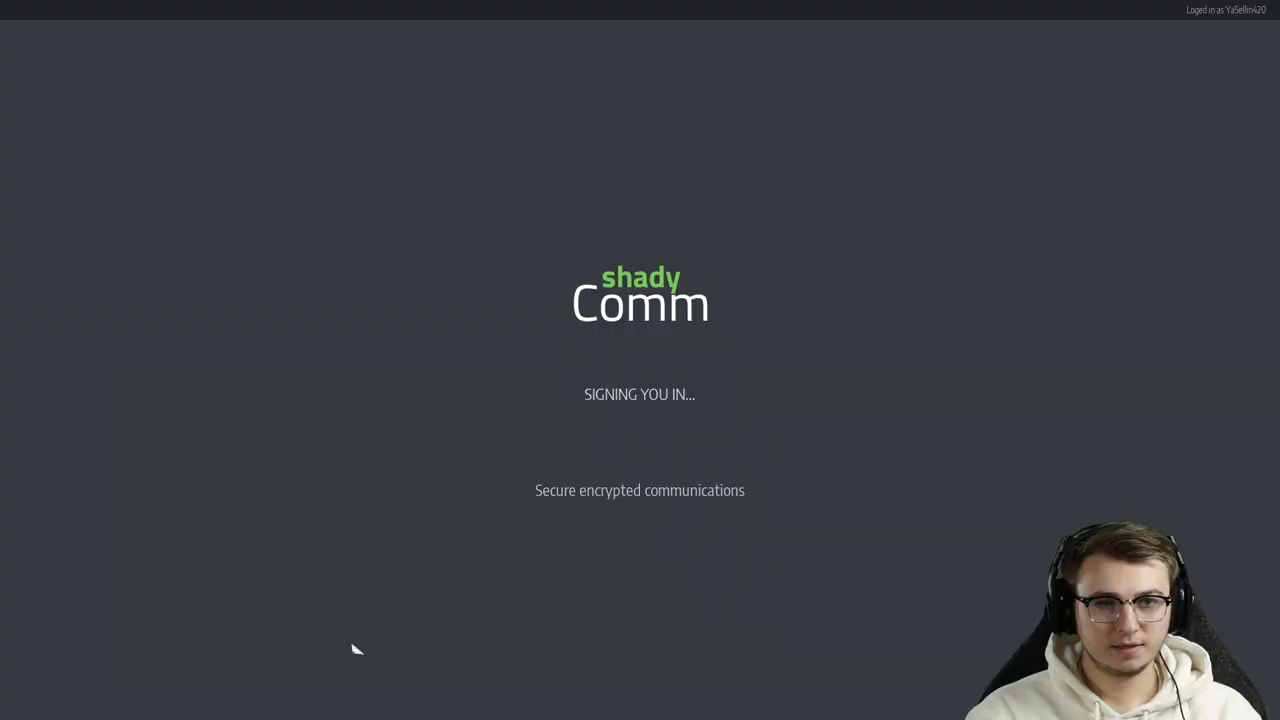 Loged in as YaSellin420
shady
Comm
SIGNING YOU IN...
Secure encrypted communications